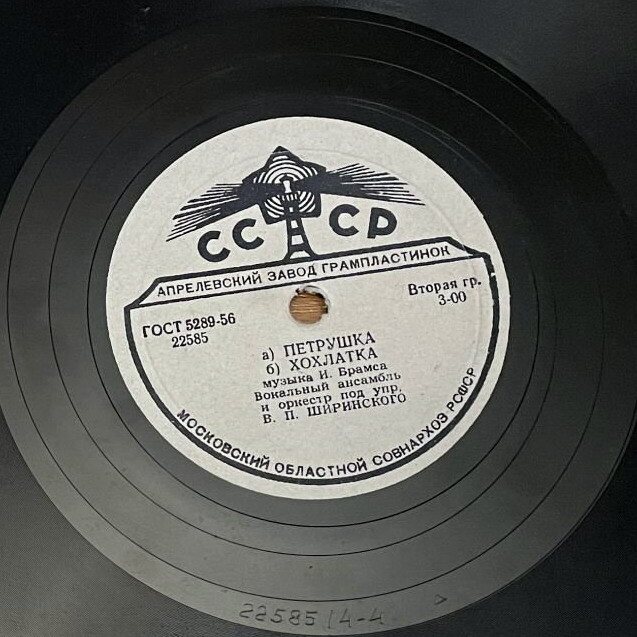 СССР
АПРЕЛЕВСКИЙ ЗАВОД ГРАМПЛАСТИНОК
ГОСТ 5289-56
22585
Вторая гр.
3-00
а) ПЕТРУШКА
б) ХОХЛАТКА
музыка И. Брамса
Вокальный ансамбль
и оркестр под упр.
В. П. ШИРИНСКОГО
МОСКОВСКИЙ ОБЛАСТНОЙ СОВНАРХОЗ РСФСР
22585/4-4